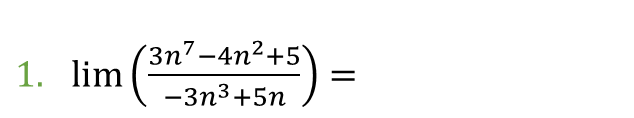 1. lim (3n⁷−4n²+5 / −3n³+5n) =